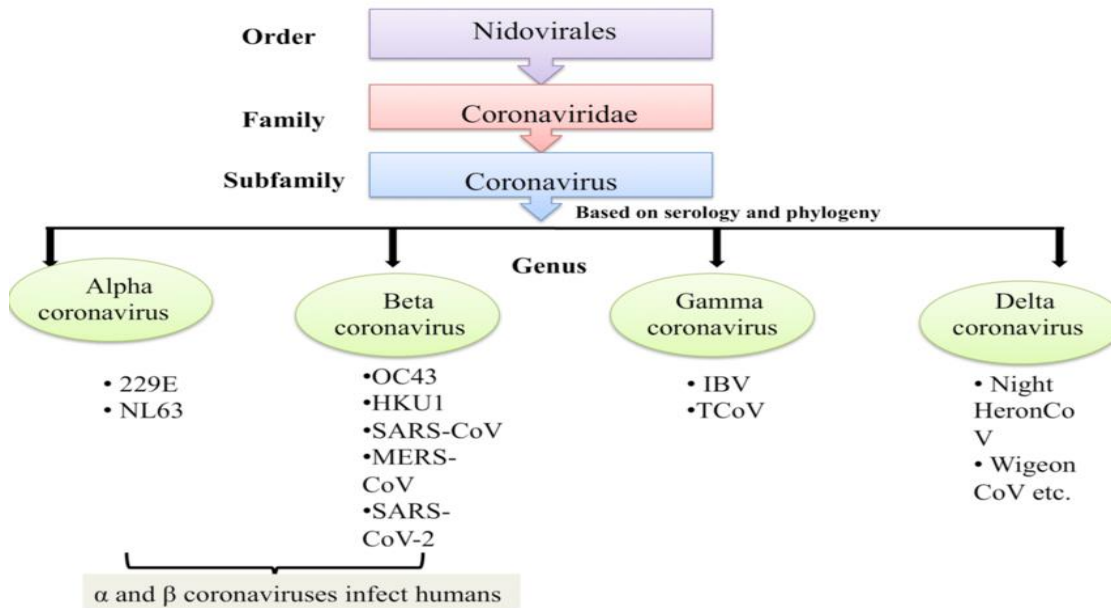 Order
Nidovirales
Family
Coronaviridae
Subfamily
Coronavirus
Based on serology and phylogeny
Genus
Alpha
coronavirus
Beta
coronavirus
Gamma
coronavirus
Delta
coronavirus
• 229E
• NL63
•OC43
•HKU1
•SARS-CoV
•MERS-
CoV
•SARS-
CoV-2
• IBV
•TCoV
• Night
HeronCo
V
• Wigeon
CoV etc.
α and β coronaviruses infect humans